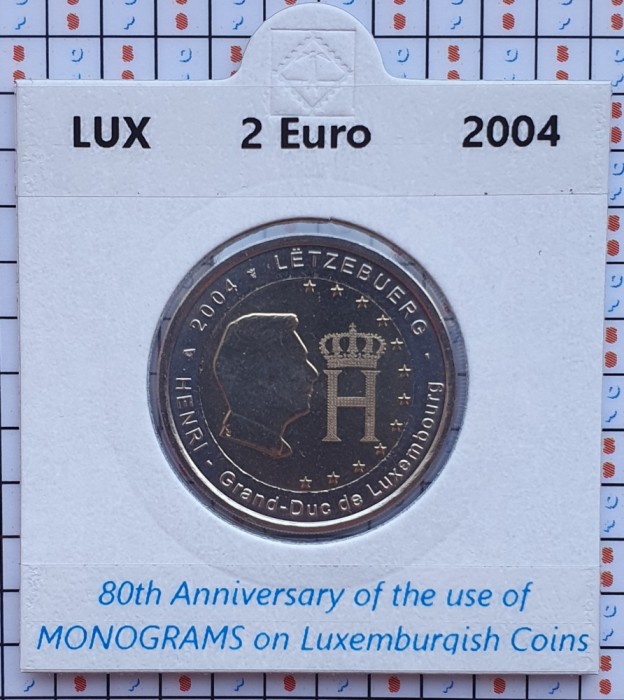 LUX 2 Euro 2004
2004 LËTZEBUERG
HENRI - Grand-Duc de Luxembourg
H
80th Anniversary of the use of
MONOGRAMS on Luxemburgish Coins